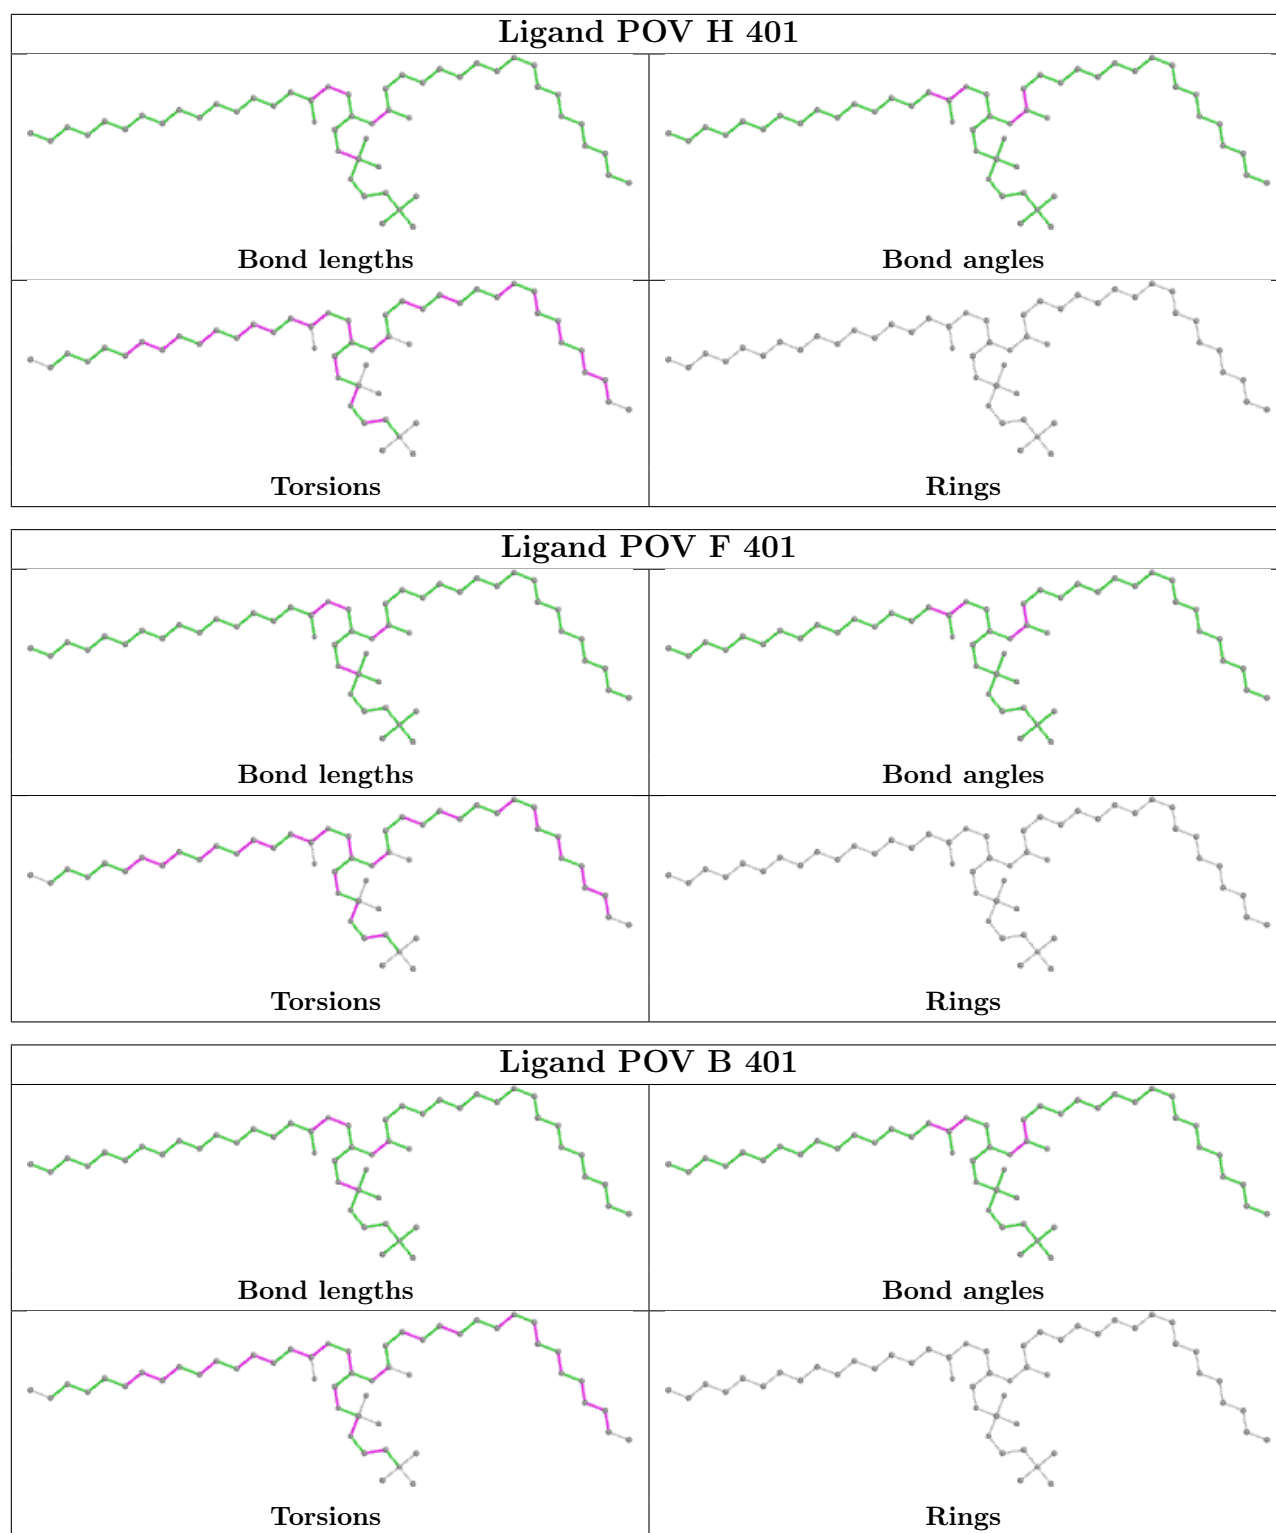 Ligand POV H 401
Bond lengths
Bond angles
Torsions
Rings
Ligand POV F 401
Bond lengths
Bond angles
Torsions
Rings
Ligand POV B 401
Bond lengths
Bond angles
Torsions
Rings